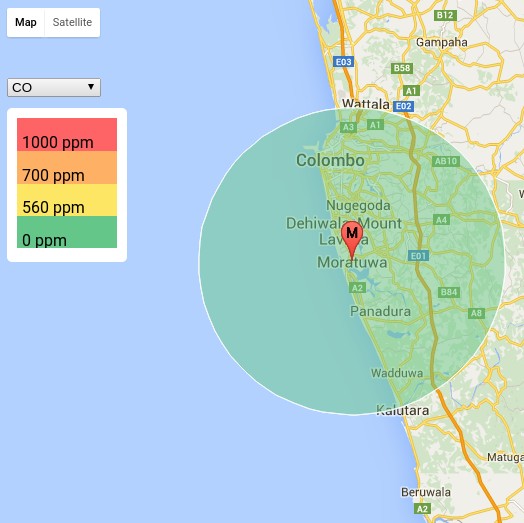 Map Satellite
CO
1000 ppm
700 ppm
560 ppm
0 ppm
B12
Gampaha
E03
B58
A1
Wattala E02
A3 A1
Colombo
AB10
Nugegoda
Dehiwala-Mount
A4
M
Moratuwa
E01
A2
B84
Panadura
A8
Wadduwa
Kalutara
Matuga
Beruwala
A2